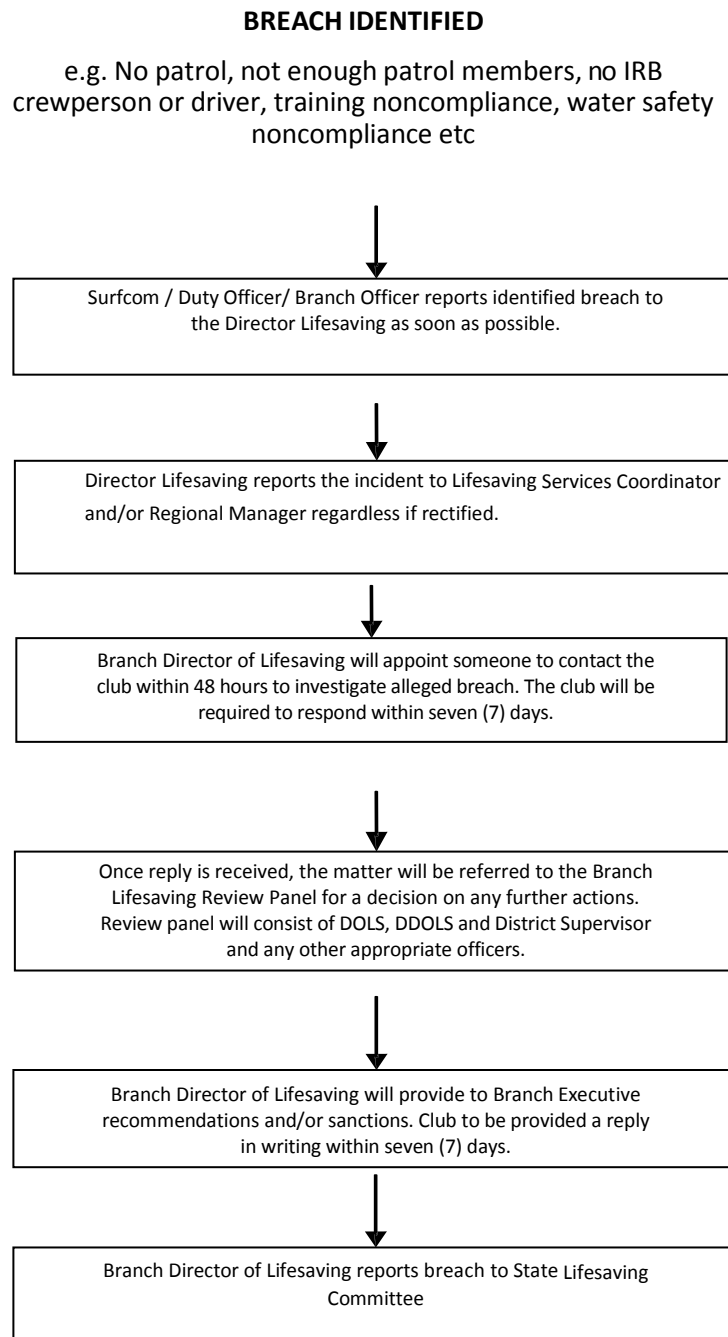 BREACH IDENTIFIED
e.g. No patrol, not enough patrol members, no IRB
crewperson or driver, training noncompliance, water safety
noncompliance etc
Surfcom / Duty Officer/ Branch Officer reports identified breach to
the Director Lifesaving as soon as possible.
Director Lifesaving reports the incident to Lifesaving Services Coordinator
and/or Regional Manager regardless if rectified.
Branch Director of Lifesaving will appoint someone to contact the
club within 48 hours to investigate alleged breach. The club will be
required to respond within seven (7) days.
Once reply is received, the matter will be referred to the Branch
Lifesaving Review Panel for a decision on any further actions.
Review panel will consist of DOLS, DDOLS and District Supervisor
and any other appropriate officers.
Branch Director of Lifesaving will provide to Branch Executive
recommendations and/or sanctions. Club to be provided a reply
in writing within seven (7) days.
Branch Director of Lifesaving reports breach to State Lifesaving
Committee